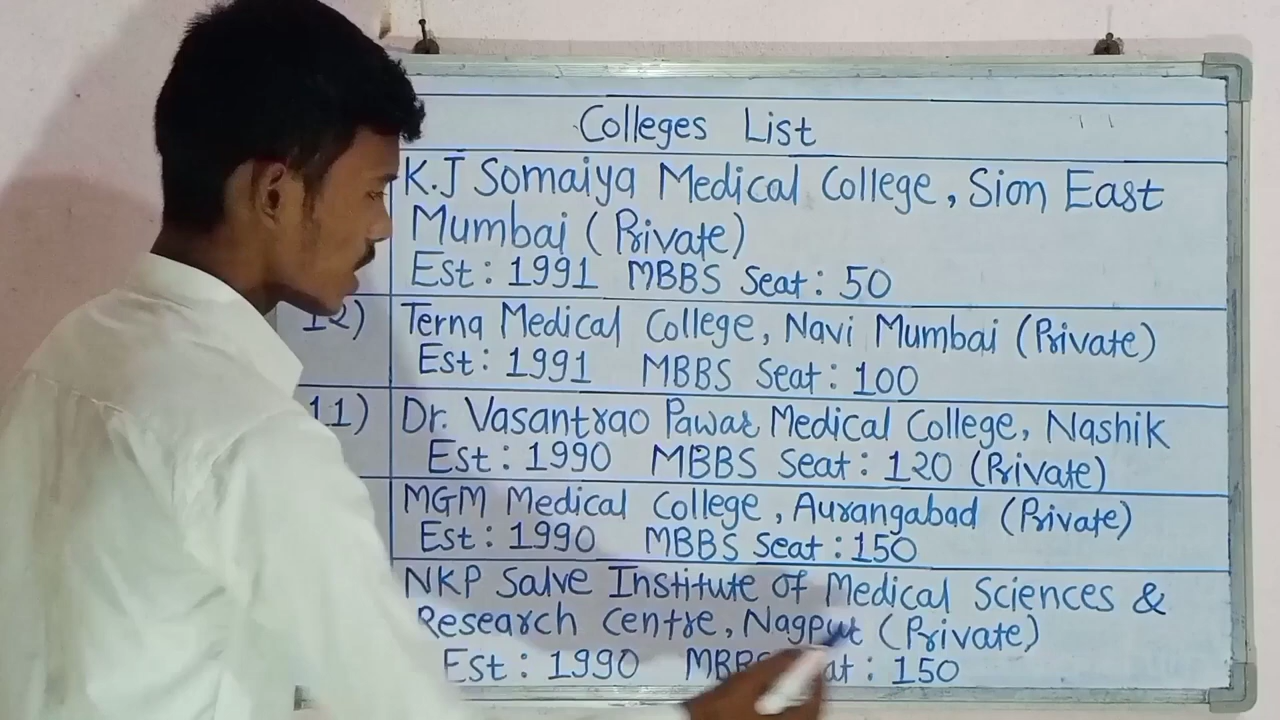 Colleges List
K.J Somaiya Medical College, Sion East
Mumbai (Private)
Est : 1991 MBBS Seat : 50
12) Terna Medical College, Navi Mumbai (Private)
Est : 1991 MBBS Seat : 100
11) Dr. Vasantrao Pawar Medical College, Nashik
Est : 1990 MBBS Seat : 120 (Private)
MGM Medical College, Aurangabad (Private)
Est : 1990 MBBS Seat : 150
NKP Salve Institute of Medical Sciences &
Research Centre, Nagpur (Private)
Est : 1990 MBBS Seat : 150